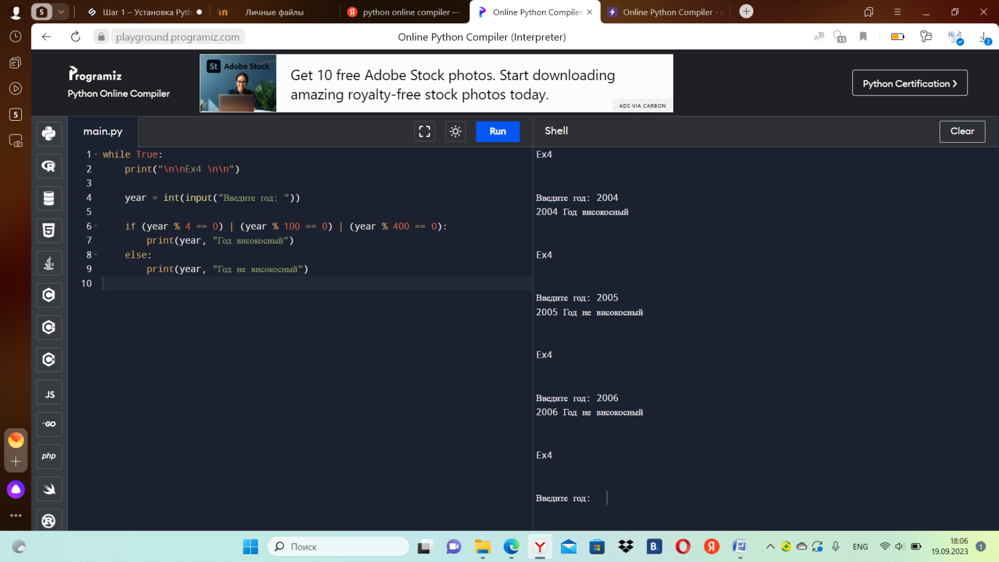 5
Шаг 1 – Установка Pyth
Личные файлы
python online compiler —
Online Python Compiler
Online Python Compiler - c
playground.programiz.com
Online Python Compiler (Interpreter)
13
2
Programiz
Python Online Compiler
St Adobe Stock
Get 10 free Adobe Stock photos. Start downloading
amazing royalty-free stock photos today.
ADS VIA CARBON
Python Certification
5
main.py
Run
Shell
Clear
1 while True:
2     print("\n\nEx4 \n\n")
3
4     year = int(input("Введите год: "))
5
6     if (year % 4 == 0) | (year % 100 == 0) | (year % 400 == 0):
7         print(year, "Год високосный")
8     else:
9         print(year, "Год не високосный")
10
Ex4
Введите год: 2004
2004 Год високосный
Ex4
Введите год: 2005
2005 Год не високосный
Ex4
Введите год: 2006
2006 Год не високосный
Ex4
Введите год:
JS
GO
php
Поиск
B.
Я
ENG
18:06
19.09.2023
1